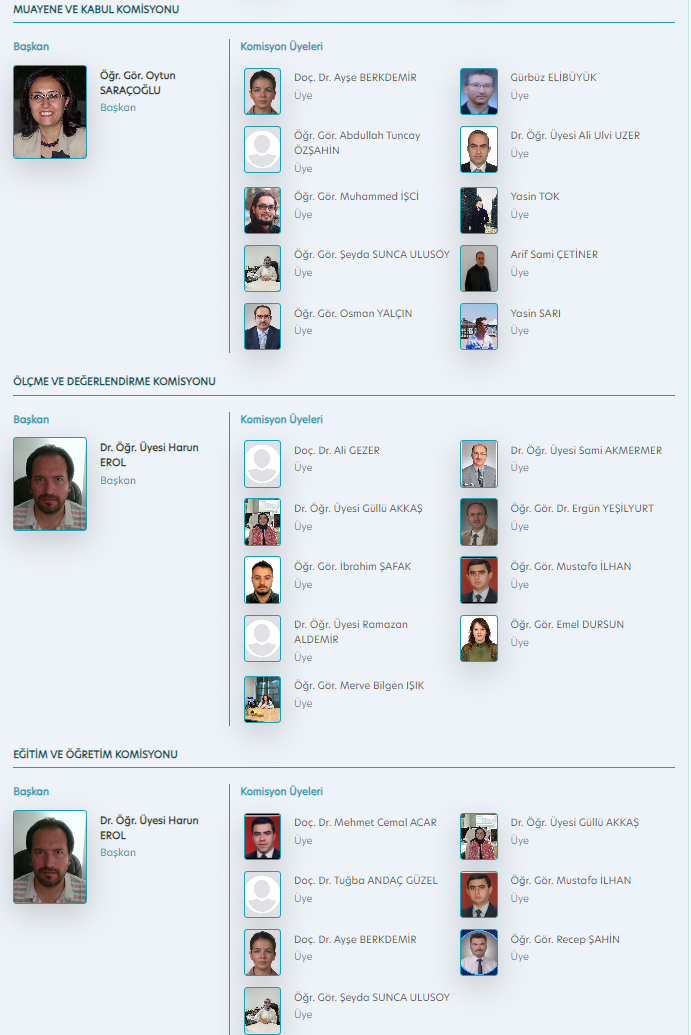 MUAYENE VE KABUL KOMİSYONU
Başkan
Öğr. Gör. Oytun
SARAÇOĞLU
Başkan
Komisyon Üyeleri
Doç. Dr. Ayşe BERKDEMİR
Üye
Gürbüz ELİBÜYÜK
Üye
Öğr. Gör. Abdullah Tuncay
ÖZŞAHİN
Üye
Dr. Öğr. Üyesi Ali Ulvi UZER
Üye
Öğr. Gör. Muhammed İŞCİ
Üye
Yasin TOK
Üye
Öğr. Gör. Şeyda SUNCA ULUSOY
Üye
Arif Sami ÇETİNER
Üye
Öğr. Gör. Osman YALÇIN
Üye
Yasin SARI
Üye
ÖLÇME VE DEĞERLENDİRME KOMİSYONU
Başkan
Dr. Öğr. Üyesi Harun
EROL
Başkan
Komisyon Üyeleri
Doç. Dr. Ali GEZER
Üye
Dr. Öğr. Üyesi Sami AKMERMER
Üye
Dr. Öğr. Üyesi Güllü AKKAŞ
Üye
Öğr. Gör. Dr. Ergün YEŞİLYURT
Üye
Öğr. Gör. İbrahim ŞAFAK
Üye
Öğr. Gör. Mustafa İLHAN
Üye
Dr. Öğr. Üyesi Ramazan
ALDEMİR
Üye
Öğr. Gör. Emel DURSUN
Üye
Öğr. Gör. Merve Bilgen IŞIK
Üye
EĞİTİM VE ÖĞRETİM KOMİSYONU
Başkan
Dr. Öğr. Üyesi Harun
EROL
Başkan
Komisyon Üyeleri
Doç. Dr. Mehmet Cemal ACAR
Üye
Dr. Öğr. Üyesi Güllü AKKAŞ
Üye
Doç. Dr. Tuğba ANDAÇ GÜZEL
Üye
Öğr. Gör. Mustafa İLHAN
Üye
Doç. Dr. Ayşe BERKDEMİR
Üye
Öğr. Gör. Recep ŞAHİN
Üye
Öğr. Gör. Şeyda SUNCA ULUSOY
Üye